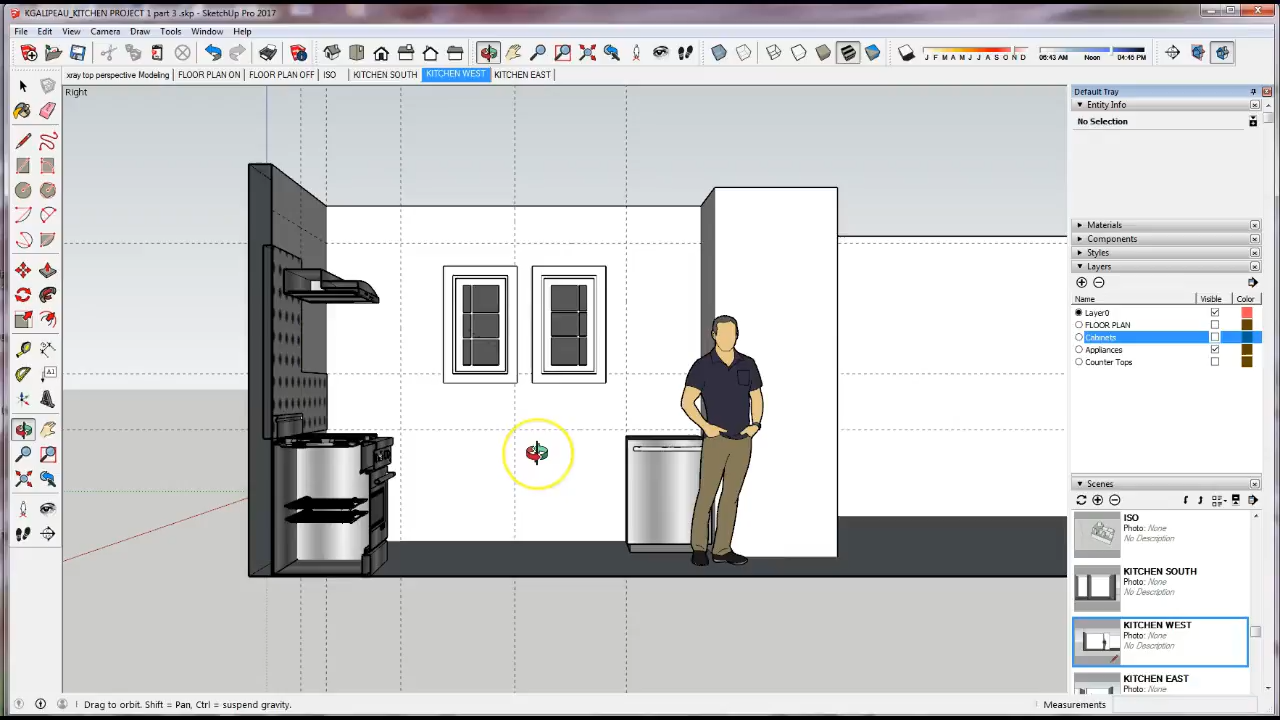 KGALIPEAU_KITCHEN PROJECT 1 part 3 .skp - SketchUp Pro 2017
File Edit View Camera Draw Tools Window Help
J F M A M J J A S O N D
06:43 AM Noon 04:45 PM
xray top perspective Modeling FLOOR PLAN ON FLOOR PLAN OFF ISO KITCHEN SOUTH KITCHEN WEST KITCHEN EAST
Right
Default Tray
Entity Info
No Selection
Materials
Components
Styles
Layers
Name Visible Color
Layer0
FLOOR PLAN
Cabinets
Appliances
Counter Tops
Scenes
ISO
Photo: None
No Description
KITCHEN SOUTH
Photo: None
No Description
KITCHEN WEST
Photo: None
No Description
KITCHEN EAST
Photo: None
Drag to orbit. Shift = Pan, Ctrl = suspend gravity.
Measurements